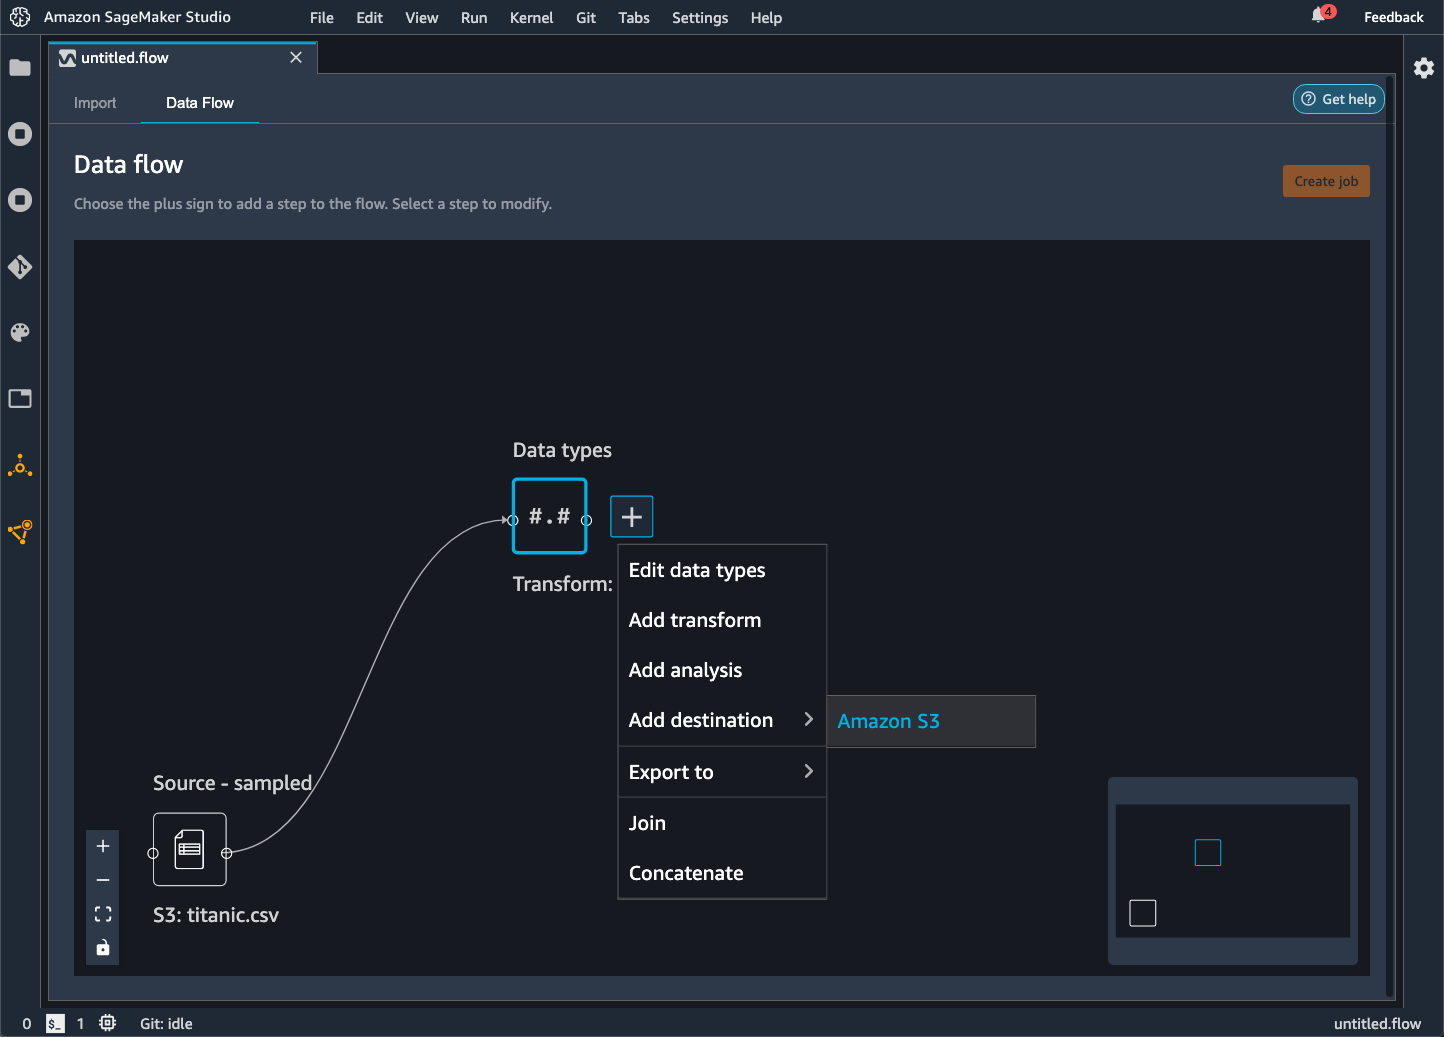 Amazon SageMaker Studio File Edit View Run Kernel Git Tabs Settings Help 4 Feedback
untitled.flow
Import Data Flow Get help
Data flow
Create job
Choose the plus sign to add a step to the flow. Select a step to modify.
Data types
#.#
Transform:
Edit data types
Add transform
Add analysis
Add destination
Amazon S3
Export to
Join
Concatenate
Source - sampled
S3: titanic.csv
0 $_ 1 Git: idle untitled.flow